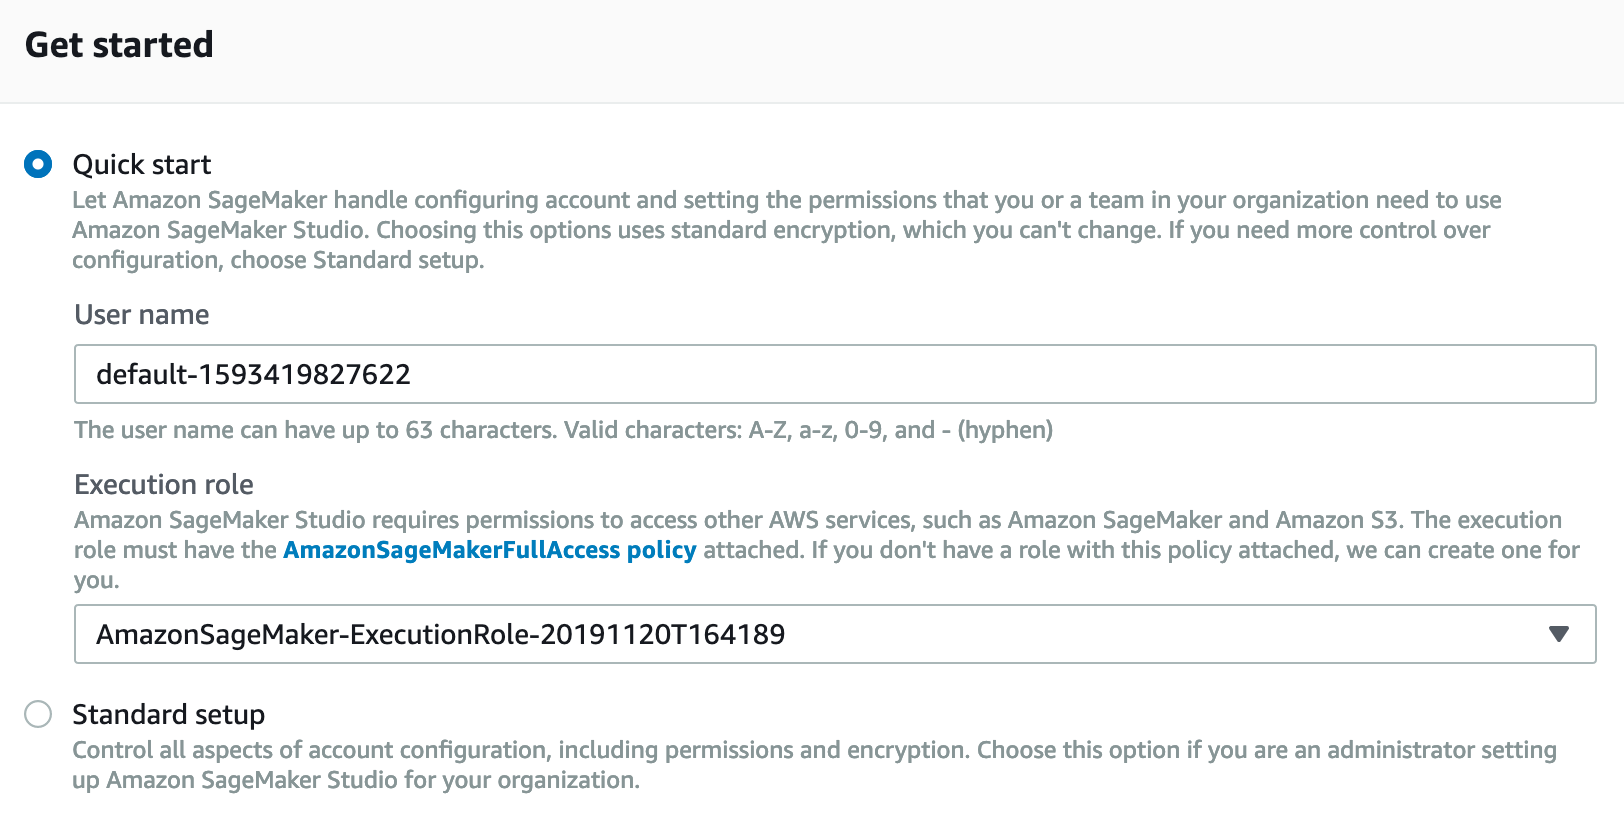 Get started
Quick start
Let Amazon SageMaker handle configuring account and setting the permissions that you or a team in your organization need to use
Amazon SageMaker Studio. Choosing this options uses standard encryption, which you can't change. If you need more control over
configuration, choose Standard setup.
User name
default-1593419827622
The user name can have up to 63 characters. Valid characters: A-Z, a-z, 0-9, and - (hyphen)
Execution role
Amazon SageMaker Studio requires permissions to access other AWS services, such as Amazon SageMaker and Amazon S3. The execution
role must have the AmazonSageMakerFullAccess policy attached. If you don't have a role with this policy attached, we can create one for
you.
AmazonSageMaker-ExecutionRole-20191120T164189
Standard setup
Control all aspects of account configuration, including permissions and encryption. Choose this option if you are an administrator setting
up Amazon SageMaker Studio for your organization.